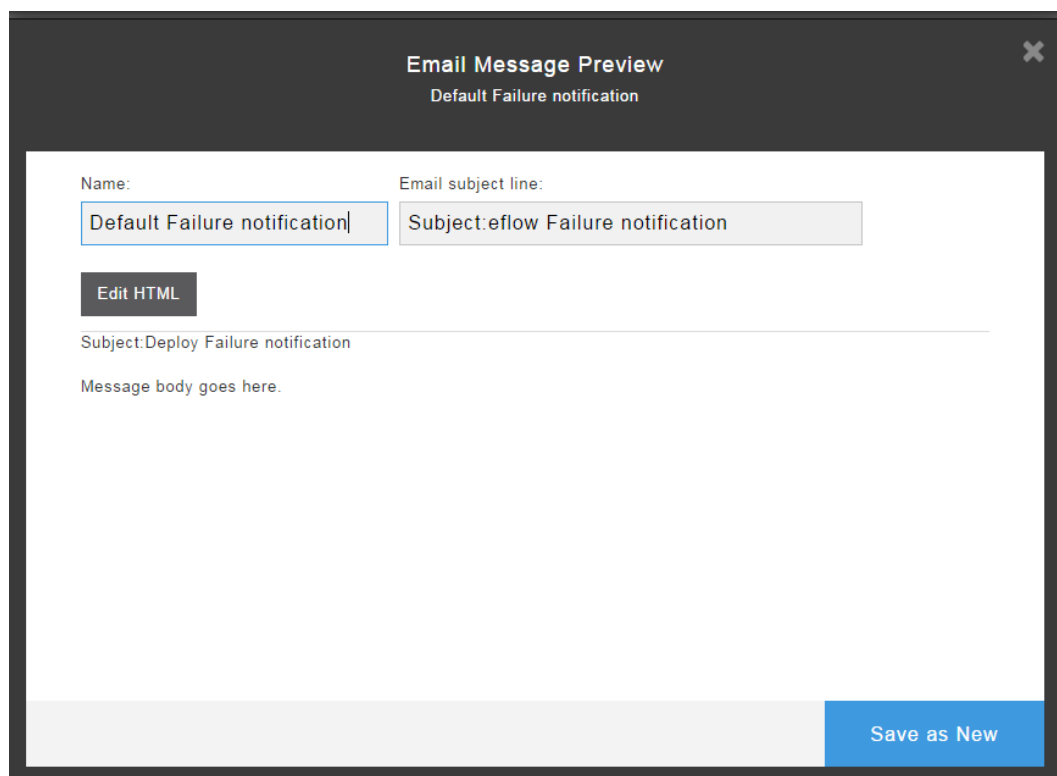 Email Message Preview
Default Failure notification
Name:
Email subject line:
Default Failure notification
Subject:eflow Failure notification
Edit HTML
Subject:Deploy Failure notification
Message body goes here.
Save as New